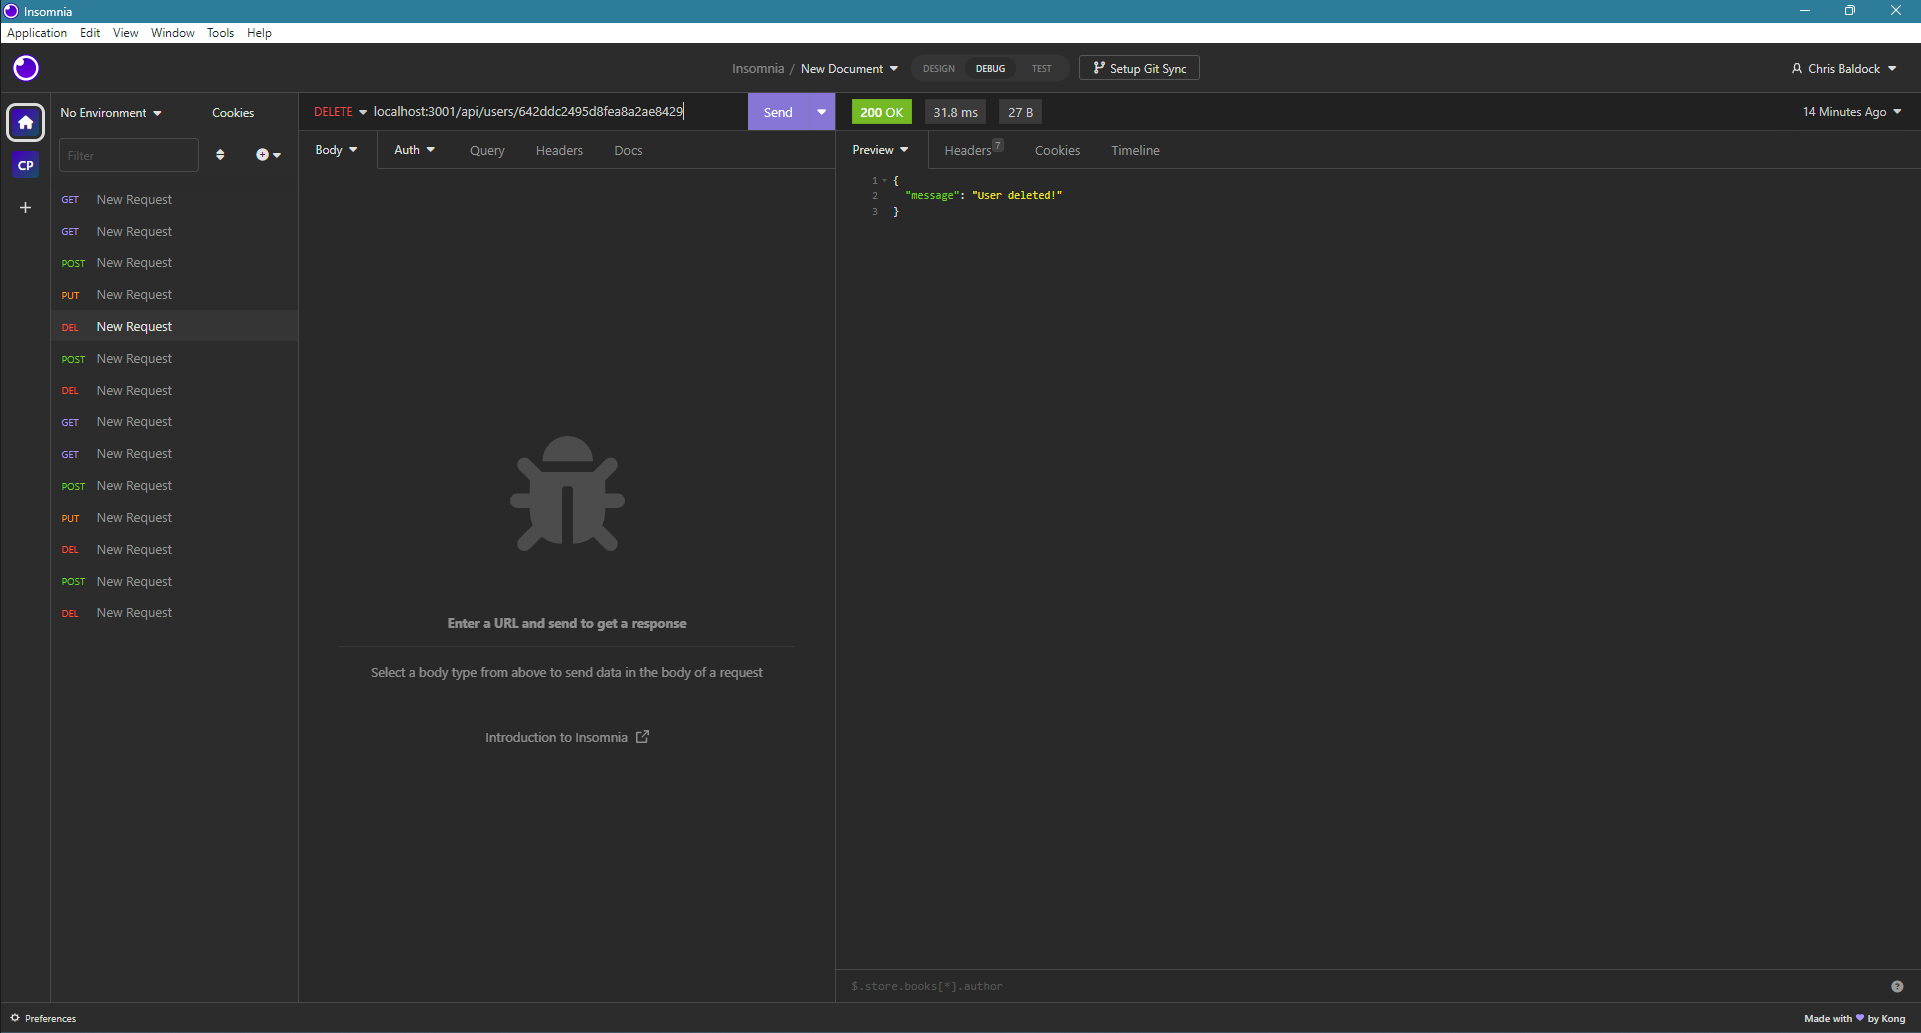 Insomnia
Application Edit View Window Tools Help
Insomnia / New Document DESIGN DEBUG TEST Setup Git Sync Chris Baldock
No Environment Cookies
Filter
CP
GET New Request
GET New Request
POST New Request
PUT New Request
DEL New Request
POST New Request
DEL New Request
GET New Request
GET New Request
POST New Request
PUT New Request
DEL New Request
POST New Request
DEL New Request
DELETE localhost:3001/api/users/642ddc2495d8fea8a2ae8429 Send
Body Auth Query Headers Docs
Enter a URL and send to get a response
Select a body type from above to send data in the body of a request
Introduction to Insomnia
200 OK 31.8 ms 27 B 14 Minutes Ago
Preview Headers 7 Cookies Timeline
1 {
2 "message": "User deleted!"
3 }
$.store.books[*].author
Preferences
Made with 💜 by Kong